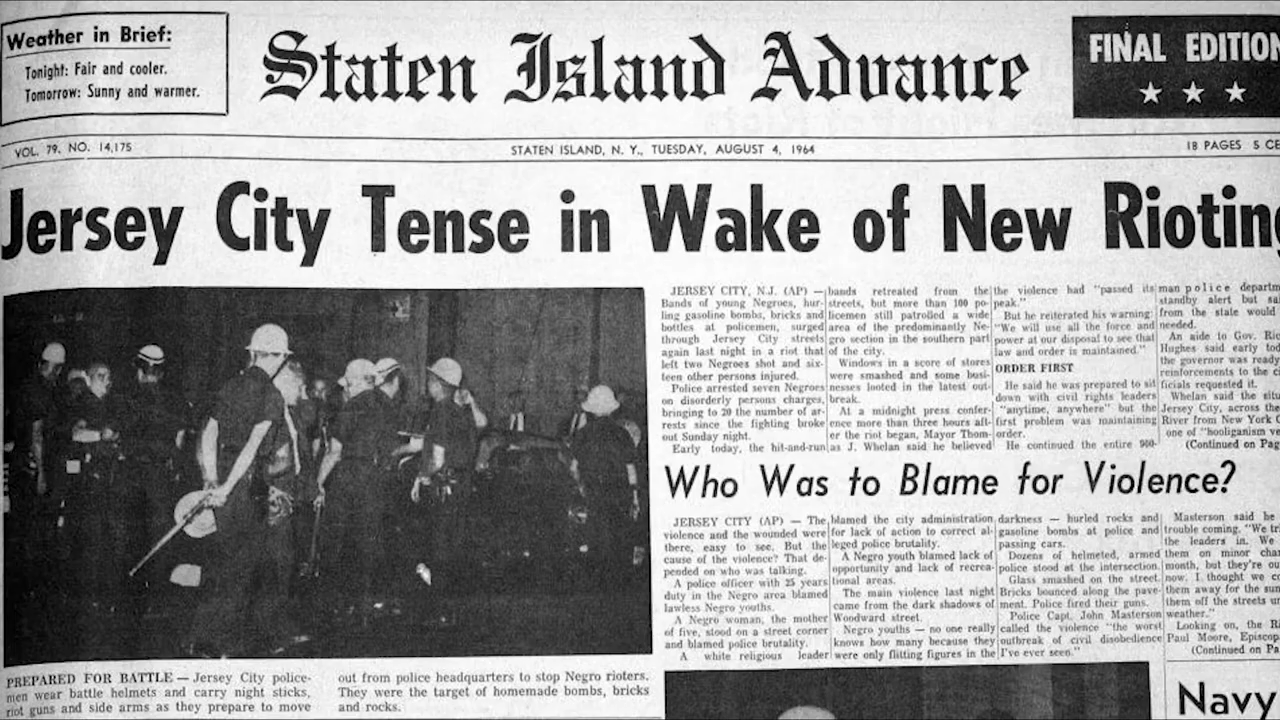 Weather in Brief:
Tonight: Fair and cooler.
Tomorrow: Sunny and warmer.
Staten Island Advance
FINAL EDITION
VOL. 79, NO. 14,175
STATEN ISLAND, N. Y., TUESDAY, AUGUST 4, 1964
18 PAGES 5 CE
Jersey City Tense in Wake of New Rioting
JERSEY CITY, N.J. (AP) —
Bands of young Negroes, hur-
ling gasoline bombs, bricks and
bottles at policemen, surged
through Jersey City streets
again last night in a riot that
left two Negroes shot and six-
teen other persons injured.
Police arrested seven Negroes
on disorderly persons charges,
bringing to 20 the number of ar-
rests since the fighting broke
out Sunday night.
Early today, the hit-and-run
bands retreated from the
streets, but more than 100 po-
licemen still patrolled a wide
area of the predominantly Ne-
gro section in the southern part
of the city.
Windows in a score of stores
were smashed and some busi-
nesses looted in the latest out-
break.
At a midnight press confer-
ence more than three hours aft-
er the riot began, Mayor Thom-
as J. Whelan said he believed
the violence had "passed its
peak."
But he reiterated his warning:
"We will use all the force and
power at our disposal to see that
law and order is maintained."
ORDER FIRST
He said he was prepared to sit
down with civil rights leaders
"anytime, anywhere" but the
first problem was maintaining
order.
He continued the entire 900-
man police departm
standby alert but sa
from the state would
needed.
An aide to Gov. Ric
Hughes said early tod
the governor was ready
reinforcements to the ci
ficials requested it.
Whelan said the situ
Jersey City, across the
River from New York C
one of "hooliganism ve
(Continued on Pag
Who Was to Blame for Violence?
JERSEY CITY (AP) — The
violence and the wounded were
there, easy to see. But the
cause of the violence? That de-
pended on who was talking.
A police officer with 25 years
duty in the Negro area blamed
lawless Negro youths.
A Negro woman, the mother
of five, stood on a street corner
and blamed police brutality.
A white religious leader
blamed the city administration
for lack of action to correct al-
leged police brutality.
A Negro youth blamed lack of
opportunity and lack of recrea-
tional areas.
The main violence last night
came from the dark shadows of
Woodward street.
Negro youths — no one really
knows how many because they
were only flitting figures in the
darkness — hurled rocks and
gasoline bombs at police and
passing cars.
Dozens of helmeted, armed
police stood at the intersection.
Glass smashed on the street.
Bricks bounced along the pave-
ment. Police fired their guns.
Police Capt. John Masterson
called the violence "the worst
outbreak of civil disobedience
I've ever seen."
Masterson said he
trouble coming. "We tri
the leaders in. We
them on minor char
month, but they're ou
now. I thought we co
them away for the sum
them off the streets un
weather."
Looking on, the R
Paul Moore, Episcop
(Continued on Pa
PREPARED FOR BATTLE — Jersey City police-
men wear battle helmets and carry night sticks,
riot guns and side arms as they prepare to move
out from police headquarters to stop Negro rioters.
They were the target of homemade bombs, bricks
and rocks.
Navy